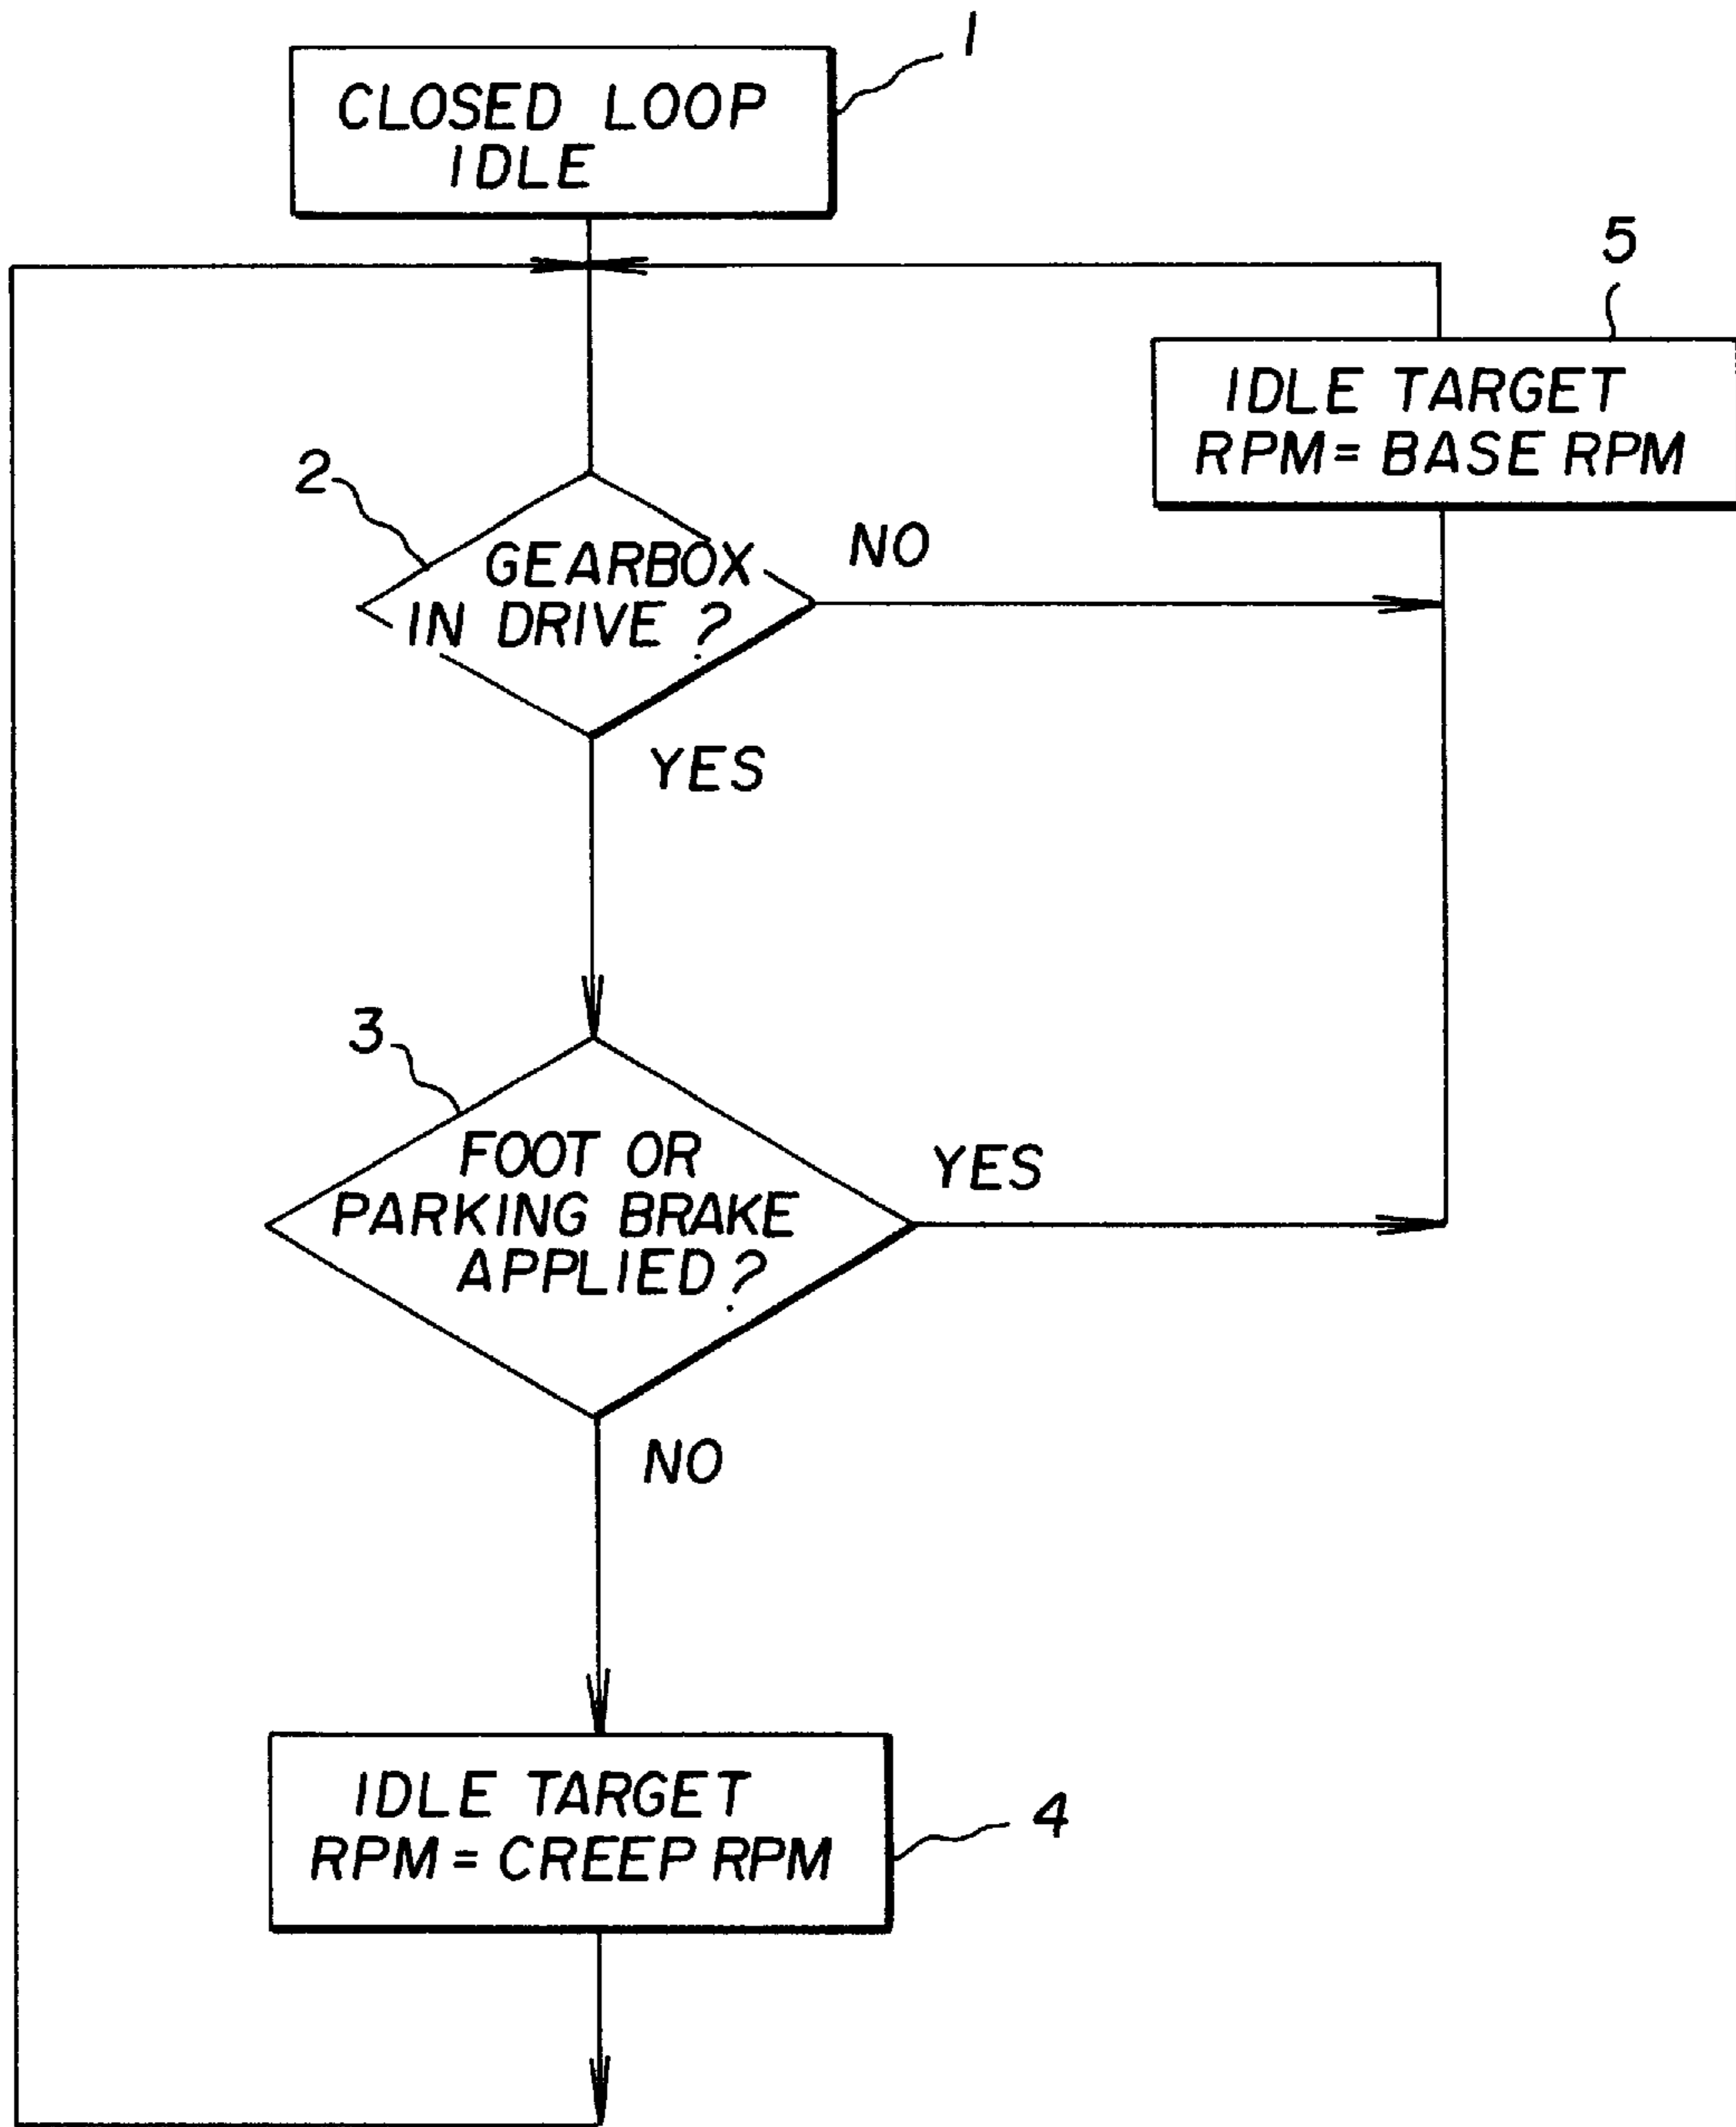 1
CLOSED LOOP
IDLE
5
IDLE TARGET
RPM = BASE RPM
2
GEARBOX
IN DRIVE ?
NO
YES
3
FOOT OR
PARKING BRAKE
APPLIED ?
YES
NO
IDLE TARGET
RPM = CREEP RPM
4